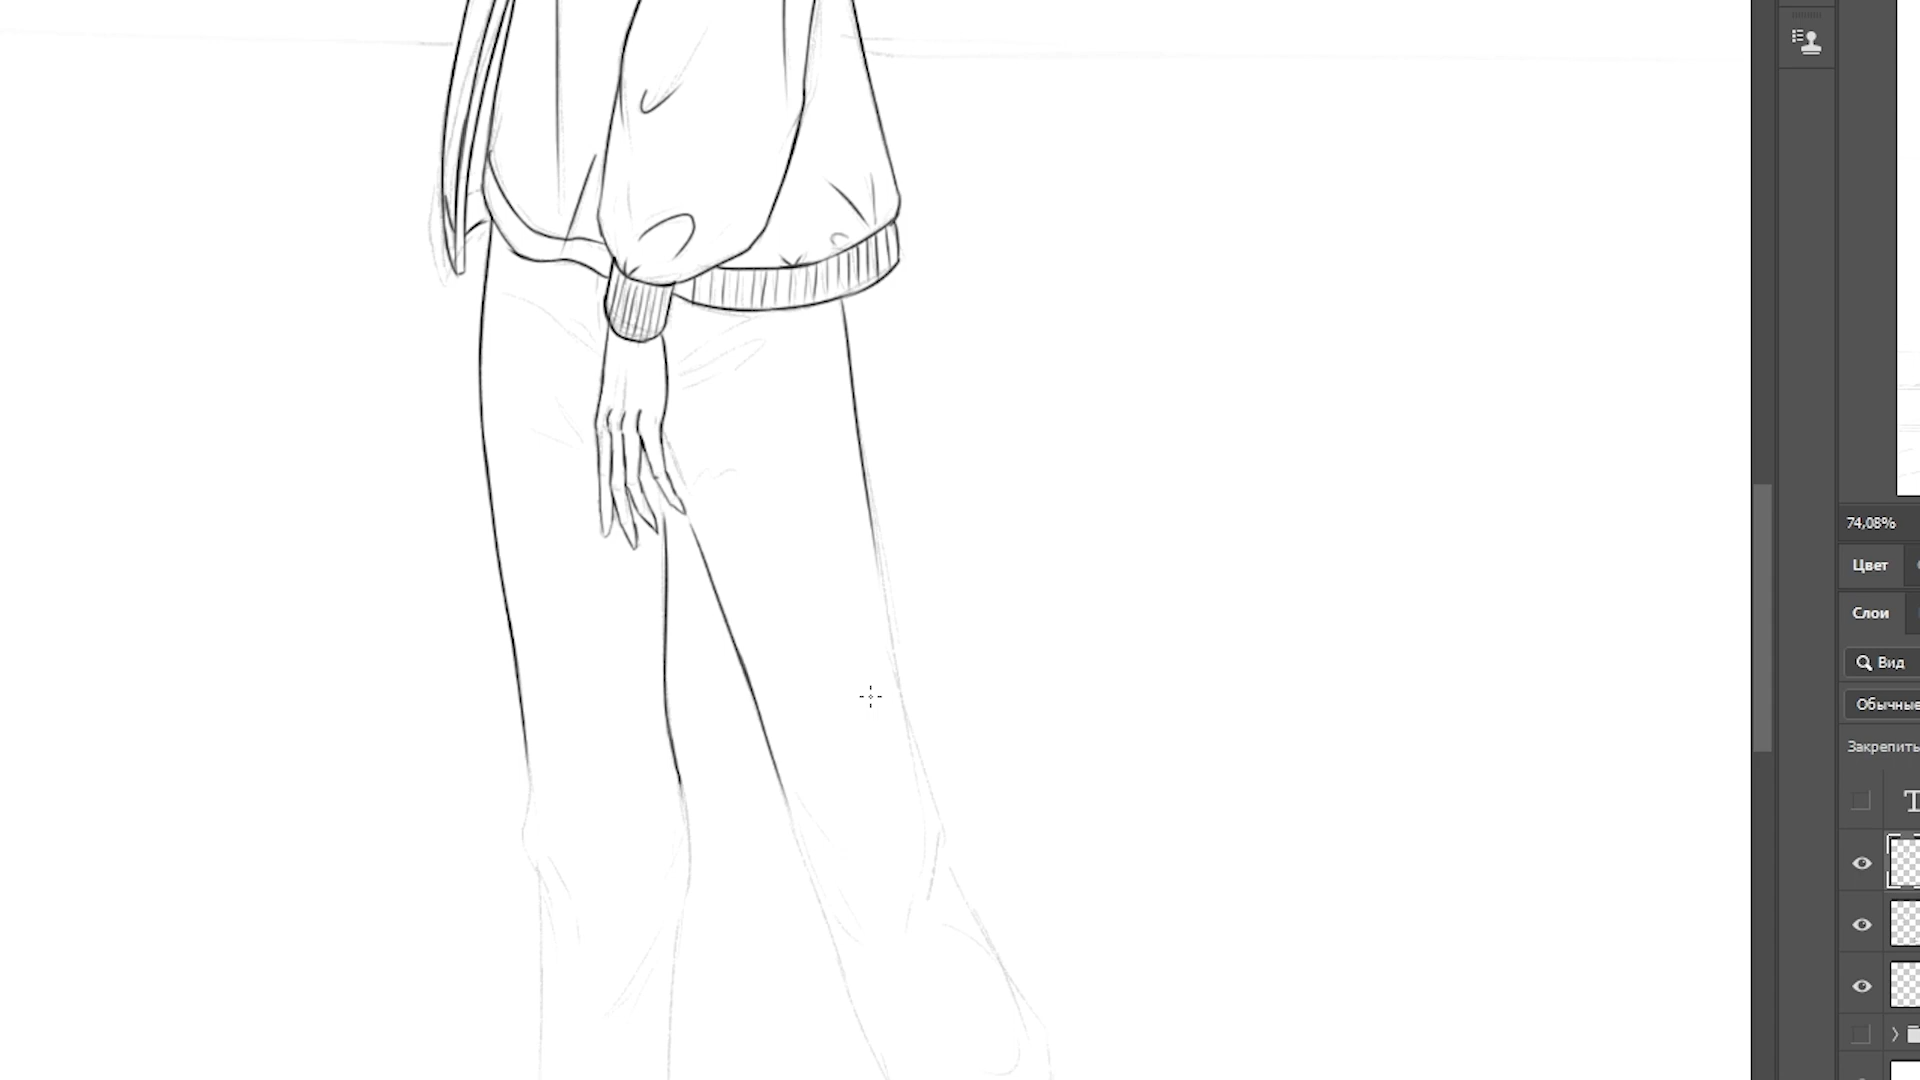 74,08%
Цвет
Слои
Вид
Обычные
Закрепить